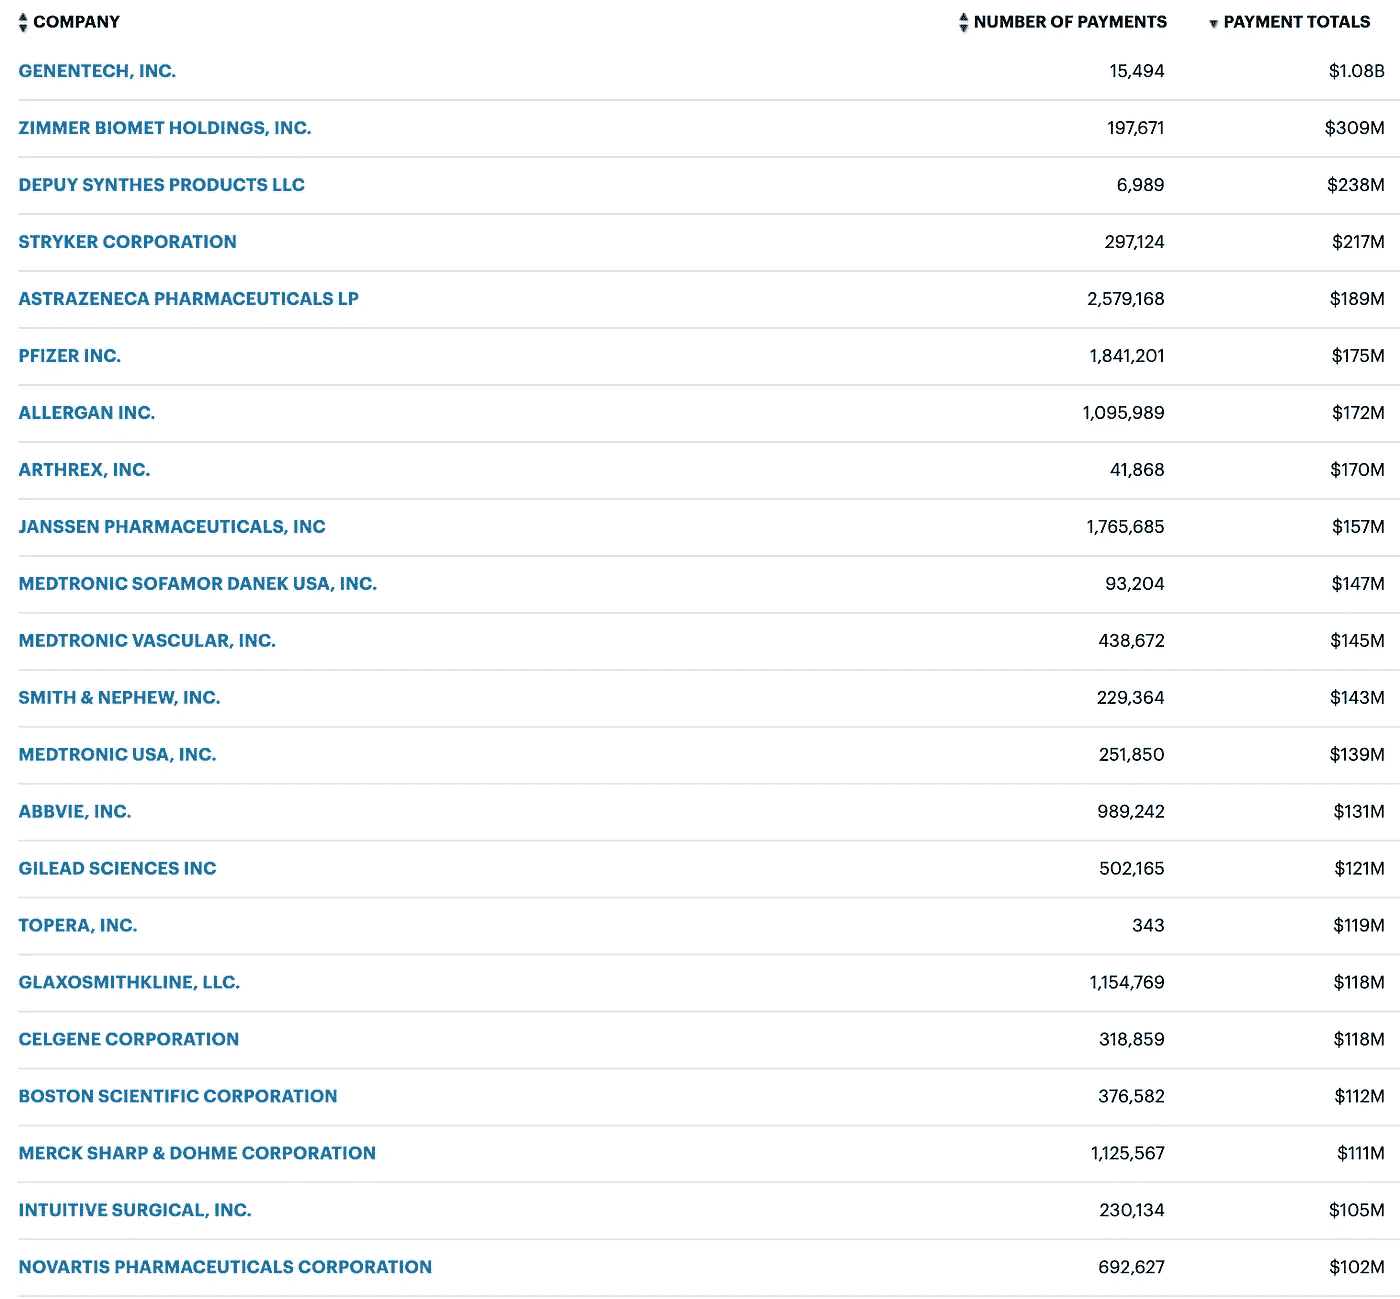 COMPANY NUMBER OF PAYMENTS PAYMENT TOTALS
GENENTECH, INC. 15,494 $1.08B
ZIMMER BIOMET HOLDINGS, INC. 197,671 $309M
DEPUY SYNTHES PRODUCTS LLC 6,989 $238M
STRYKER CORPORATION 297,124 $217M
ASTRAZENECA PHARMACEUTICALS LP 2,579,168 $189M
PFIZER INC. 1,841,201 $175M
ALLERGAN INC. 1,095,989 $172M
ARTHREX, INC. 41,868 $170M
JANSSEN PHARMACEUTICALS, INC 1,765,685 $157M
MEDTRONIC SOFAMOR DANEK USA, INC. 93,204 $147M
MEDTRONIC VASCULAR, INC. 438,672 $145M
SMITH & NEPHEW, INC. 229,364 $143M
MEDTRONIC USA, INC. 251,850 $139M
ABBVIE, INC. 989,242 $131M
GILEAD SCIENCES INC 502,165 $121M
TOPERA, INC. 343 $119M
GLAXOSMITHKLINE, LLC. 1,154,769 $118M
CELGENE CORPORATION 318,859 $118M
BOSTON SCIENTIFIC CORPORATION 376,582 $112M
MERCK SHARP & DOHME CORPORATION 1,125,567 $111M
INTUITIVE SURGICAL, INC. 230,134 $105M
NOVARTIS PHARMACEUTICALS CORPORATION 692,627 $102M